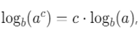 log_b(a^c) = c · log_b(a),